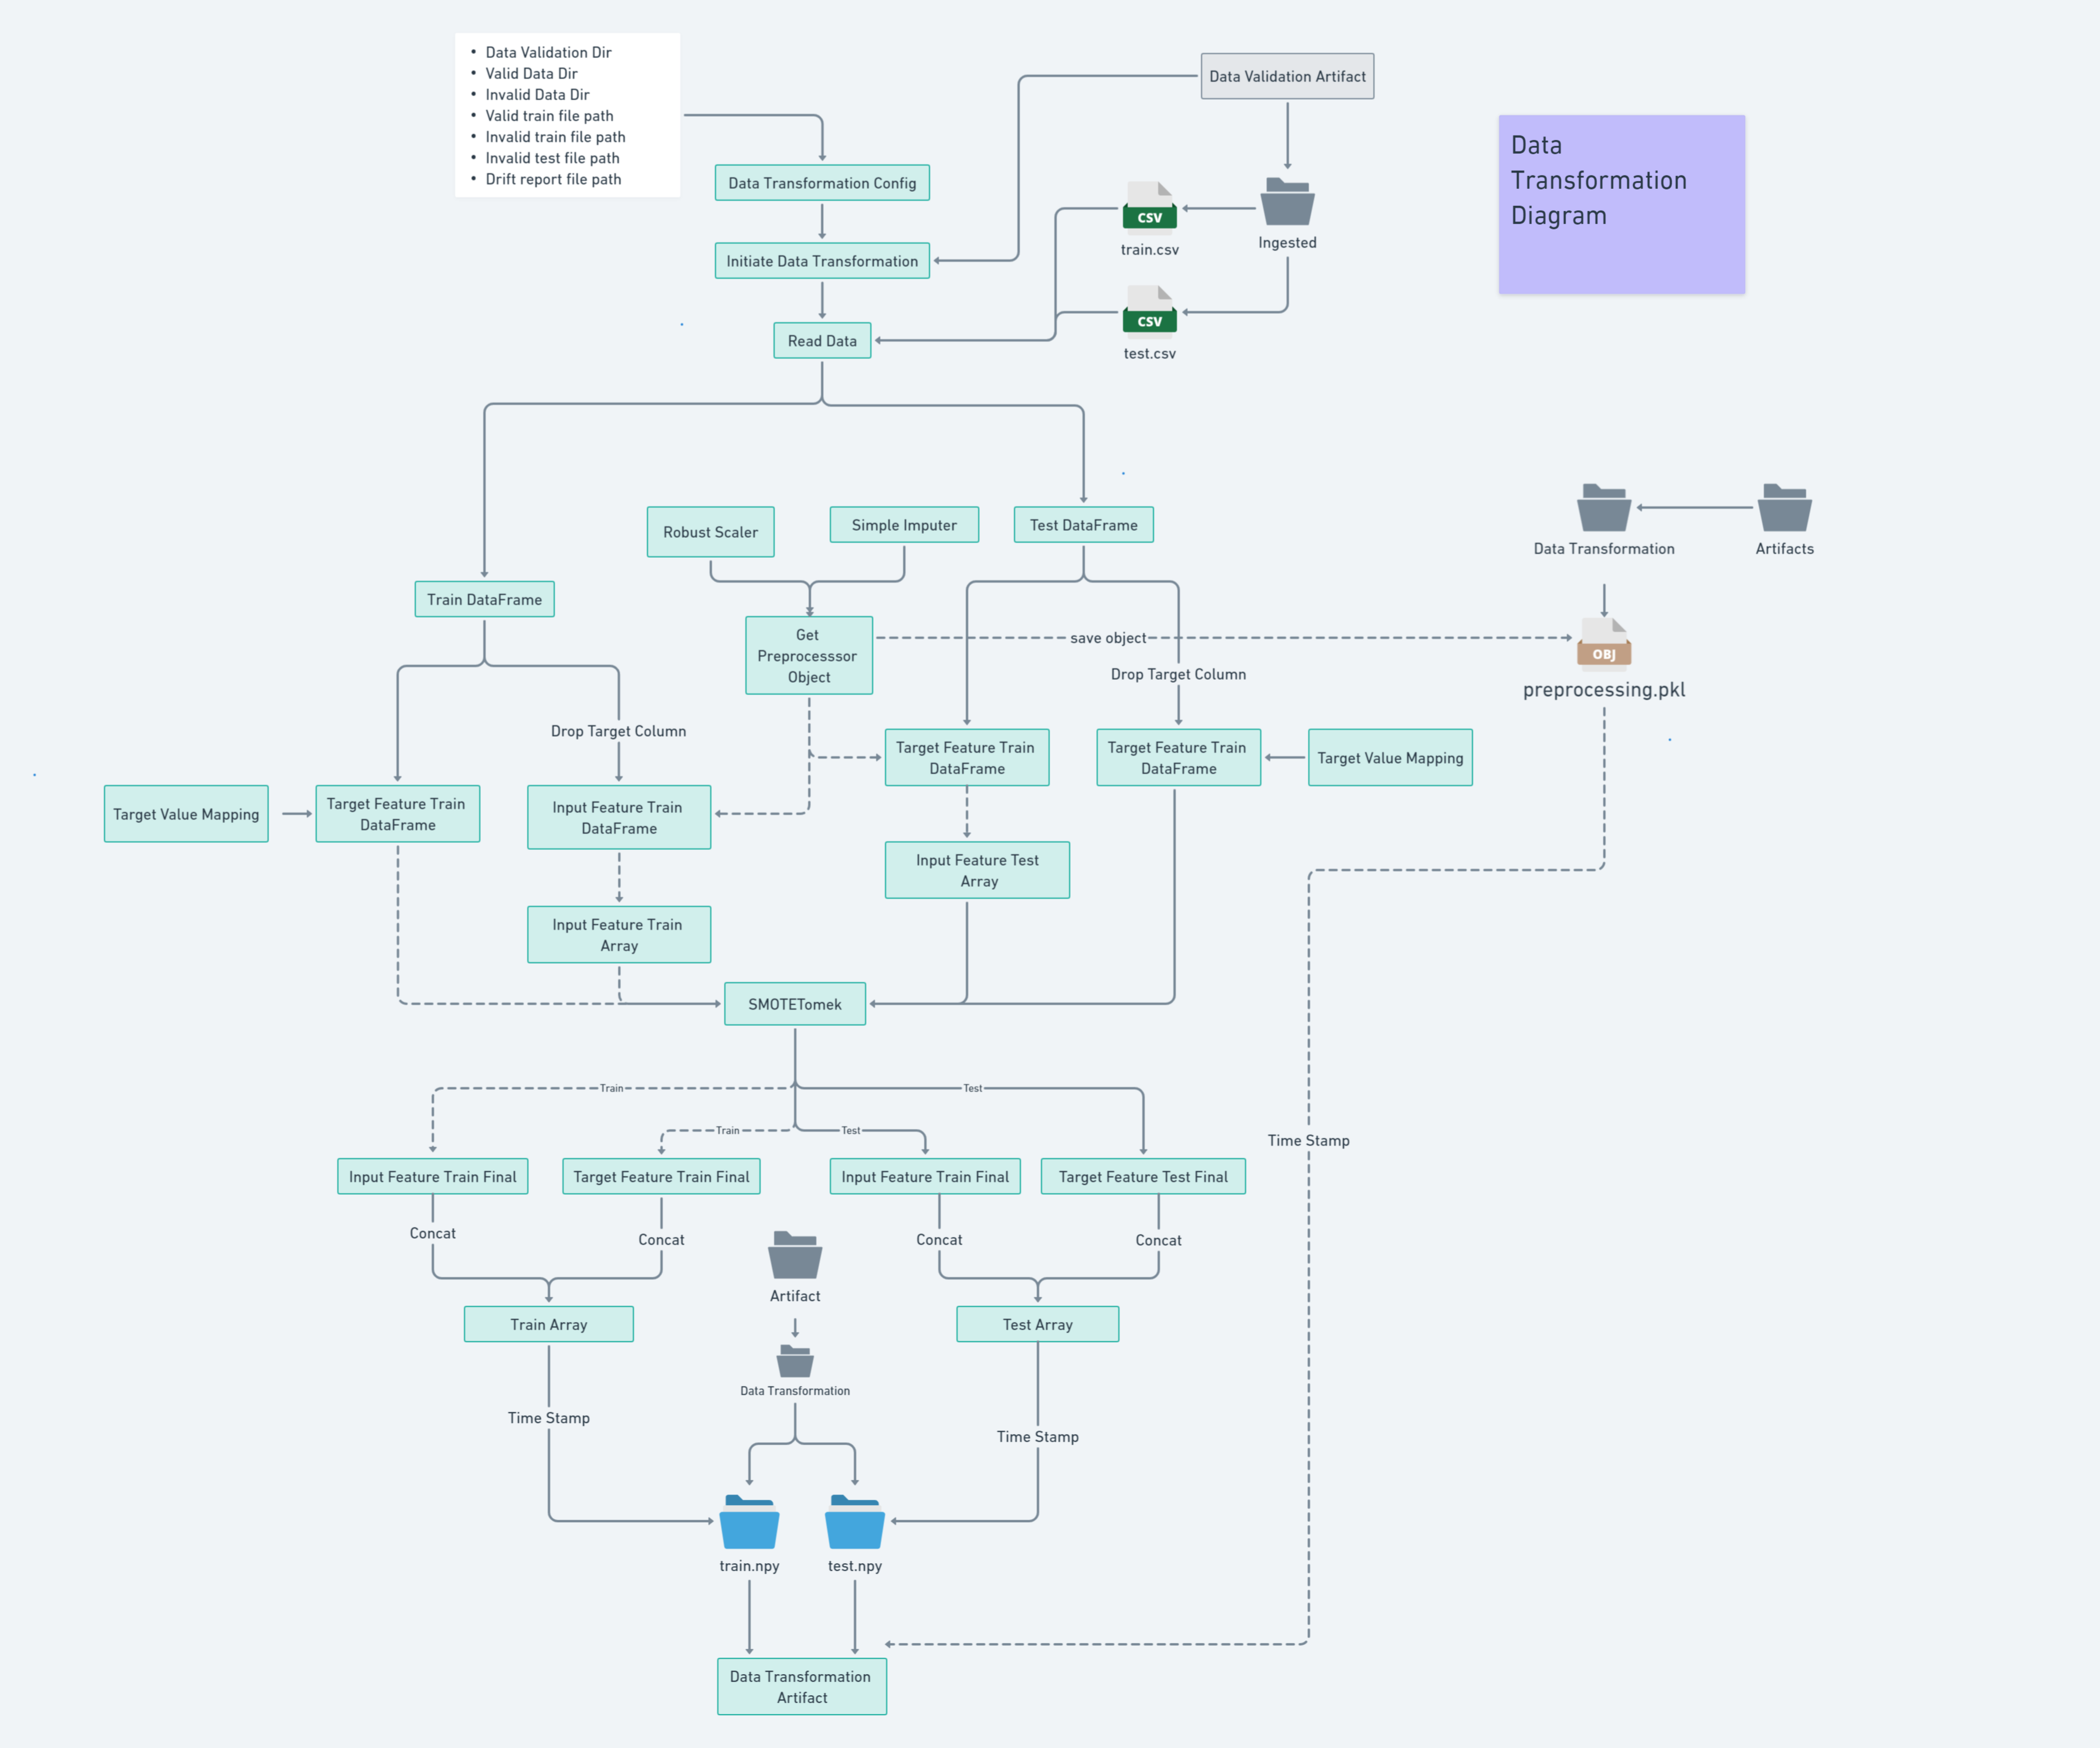 • Data Validation Dir
• Valid Data Dir
• Invalid Data Dir
• Valid train file path
• Invalid train file path
• Invalid test file path
• Drift report file path
Data Validation Artifact
Data
Transformation
Diagram
Data Transformation Config
CSV
train.csv
Ingested
Initiate Data Transformation
CSV
test.csv
Read Data
Robust Scaler
Simple Imputer
Test DataFrame
Data Transformation
Artifacts
Train DataFrame
Get
Preprocesssor
Object
save object
OBJ
preprocessing.pkl
Drop Target Column
Drop Target Column
Target Feature Train
DataFrame
Target Feature Train
DataFrame
Target Value Mapping
Target Value Mapping
Target Feature Train
DataFrame
Input Feature Train
DataFrame
Input Feature Test
Array
Input Feature Train
Array
SMOTETomek
Train
Test
Train
Test
Time Stamp
Input Feature Train Final
Target Feature Train Final
Input Feature Train Final
Target Feature Test Final
Concat
Concat
Concat
Concat
Artifact
Train Array
Test Array
Data Transformation
Time Stamp
Time Stamp
train.npy
test.npy
Data Transformation
Artifact